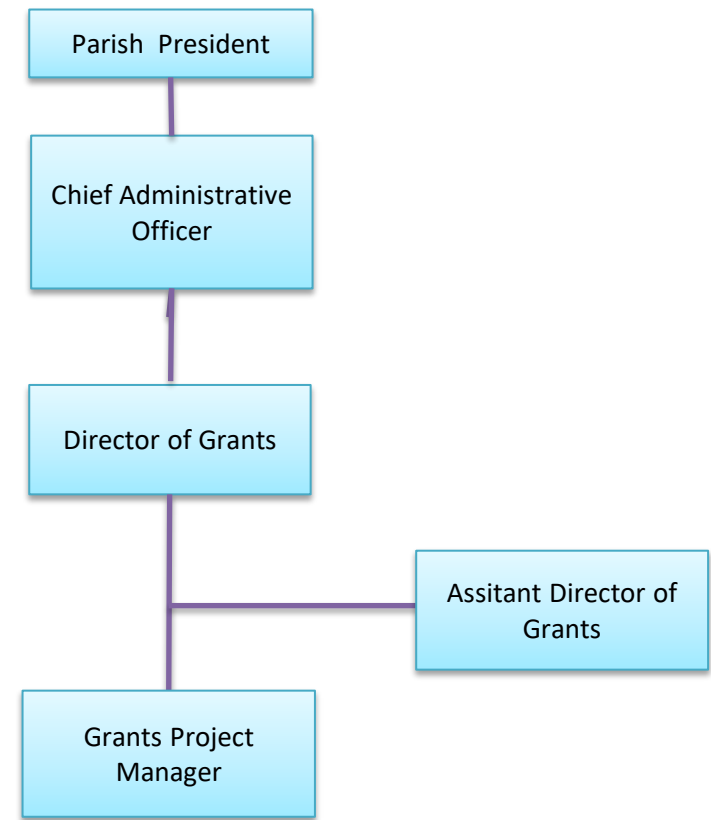 Parish President
Chief Administrative
Officer
Director of Grants
Assitant Director of
Grants
Grants Project
Manager